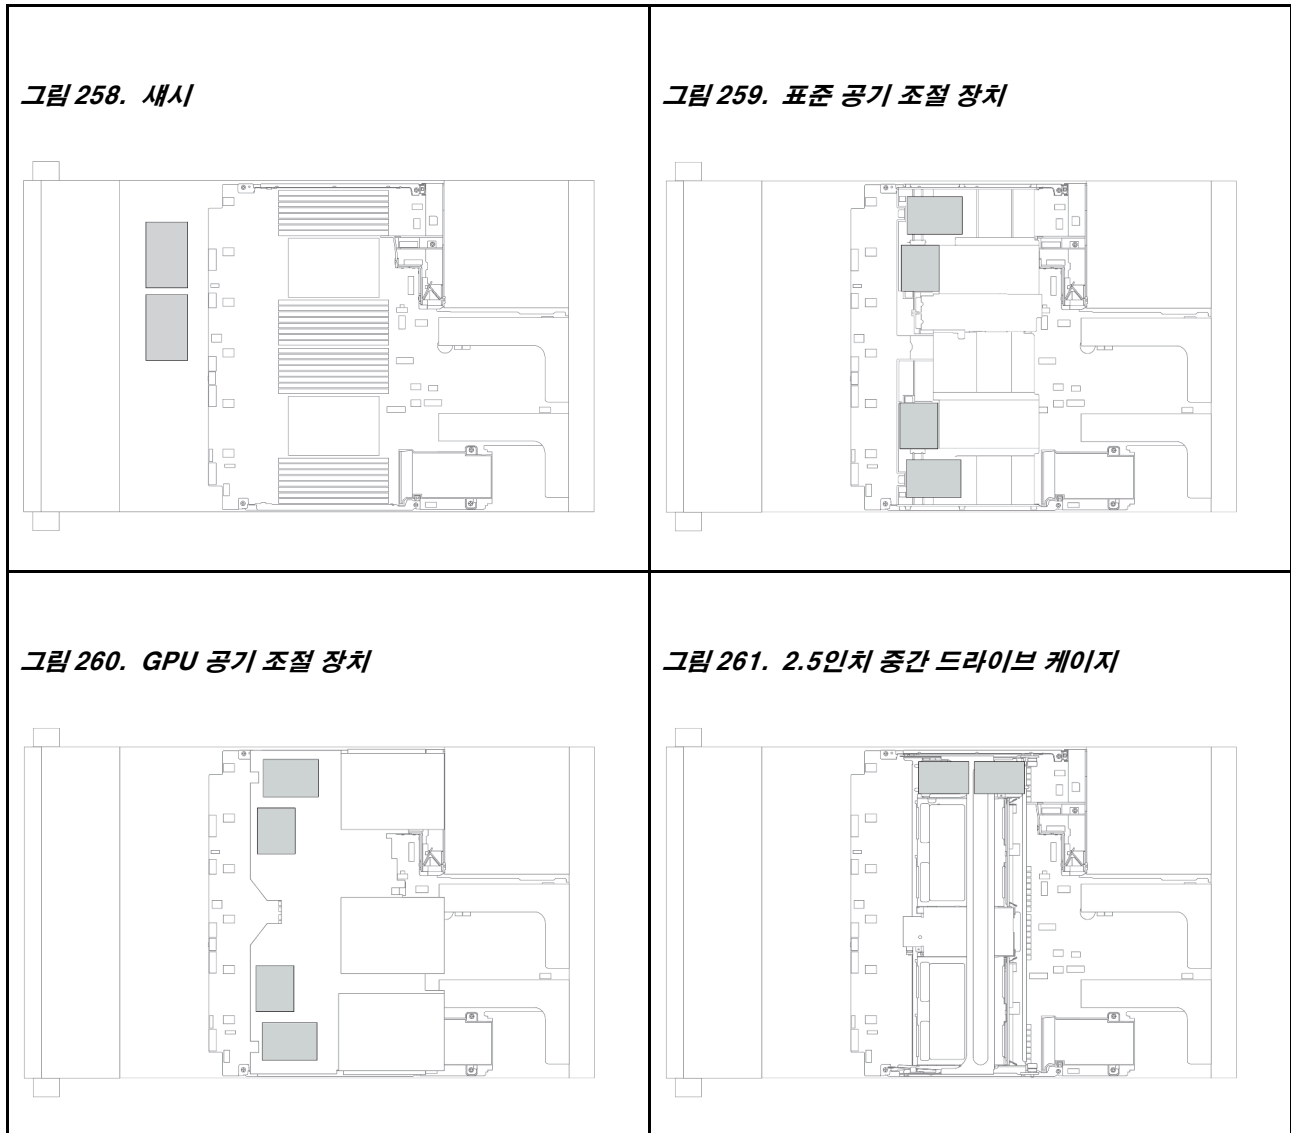 그림 258. 섀시
그림 259. 표준 공기 조절 장치
그림 260. GPU 공기 조절 장치
그림 261. 2.5인치 중간 드라이브 케이지